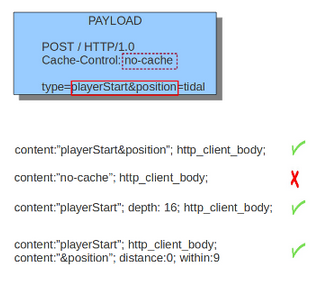 PAYLOAD
POST / HTTP/1.0
Cache-Control: no-cache
type=playerStart&position=tidal
content:"playerStart&position"; http_client_body;
content:"no-cache"; http_client_body;
content:"playerStart"; depth: 16; http_client_body;
content:"playerStart"; http_client_body;
content:"&position"; distance:0; within:9